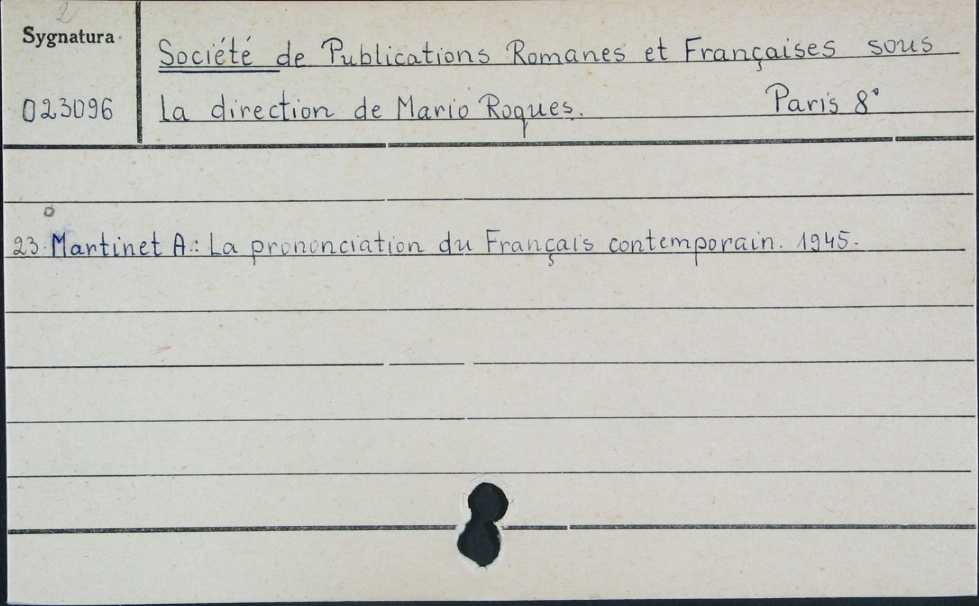 2
Sygnatura
Société de Publications Romanes et Françaises sous
023096
la direction de Mario Roques. Paris 8°
23. Martinet A.: La prononciation du Français contemporain. 1945.